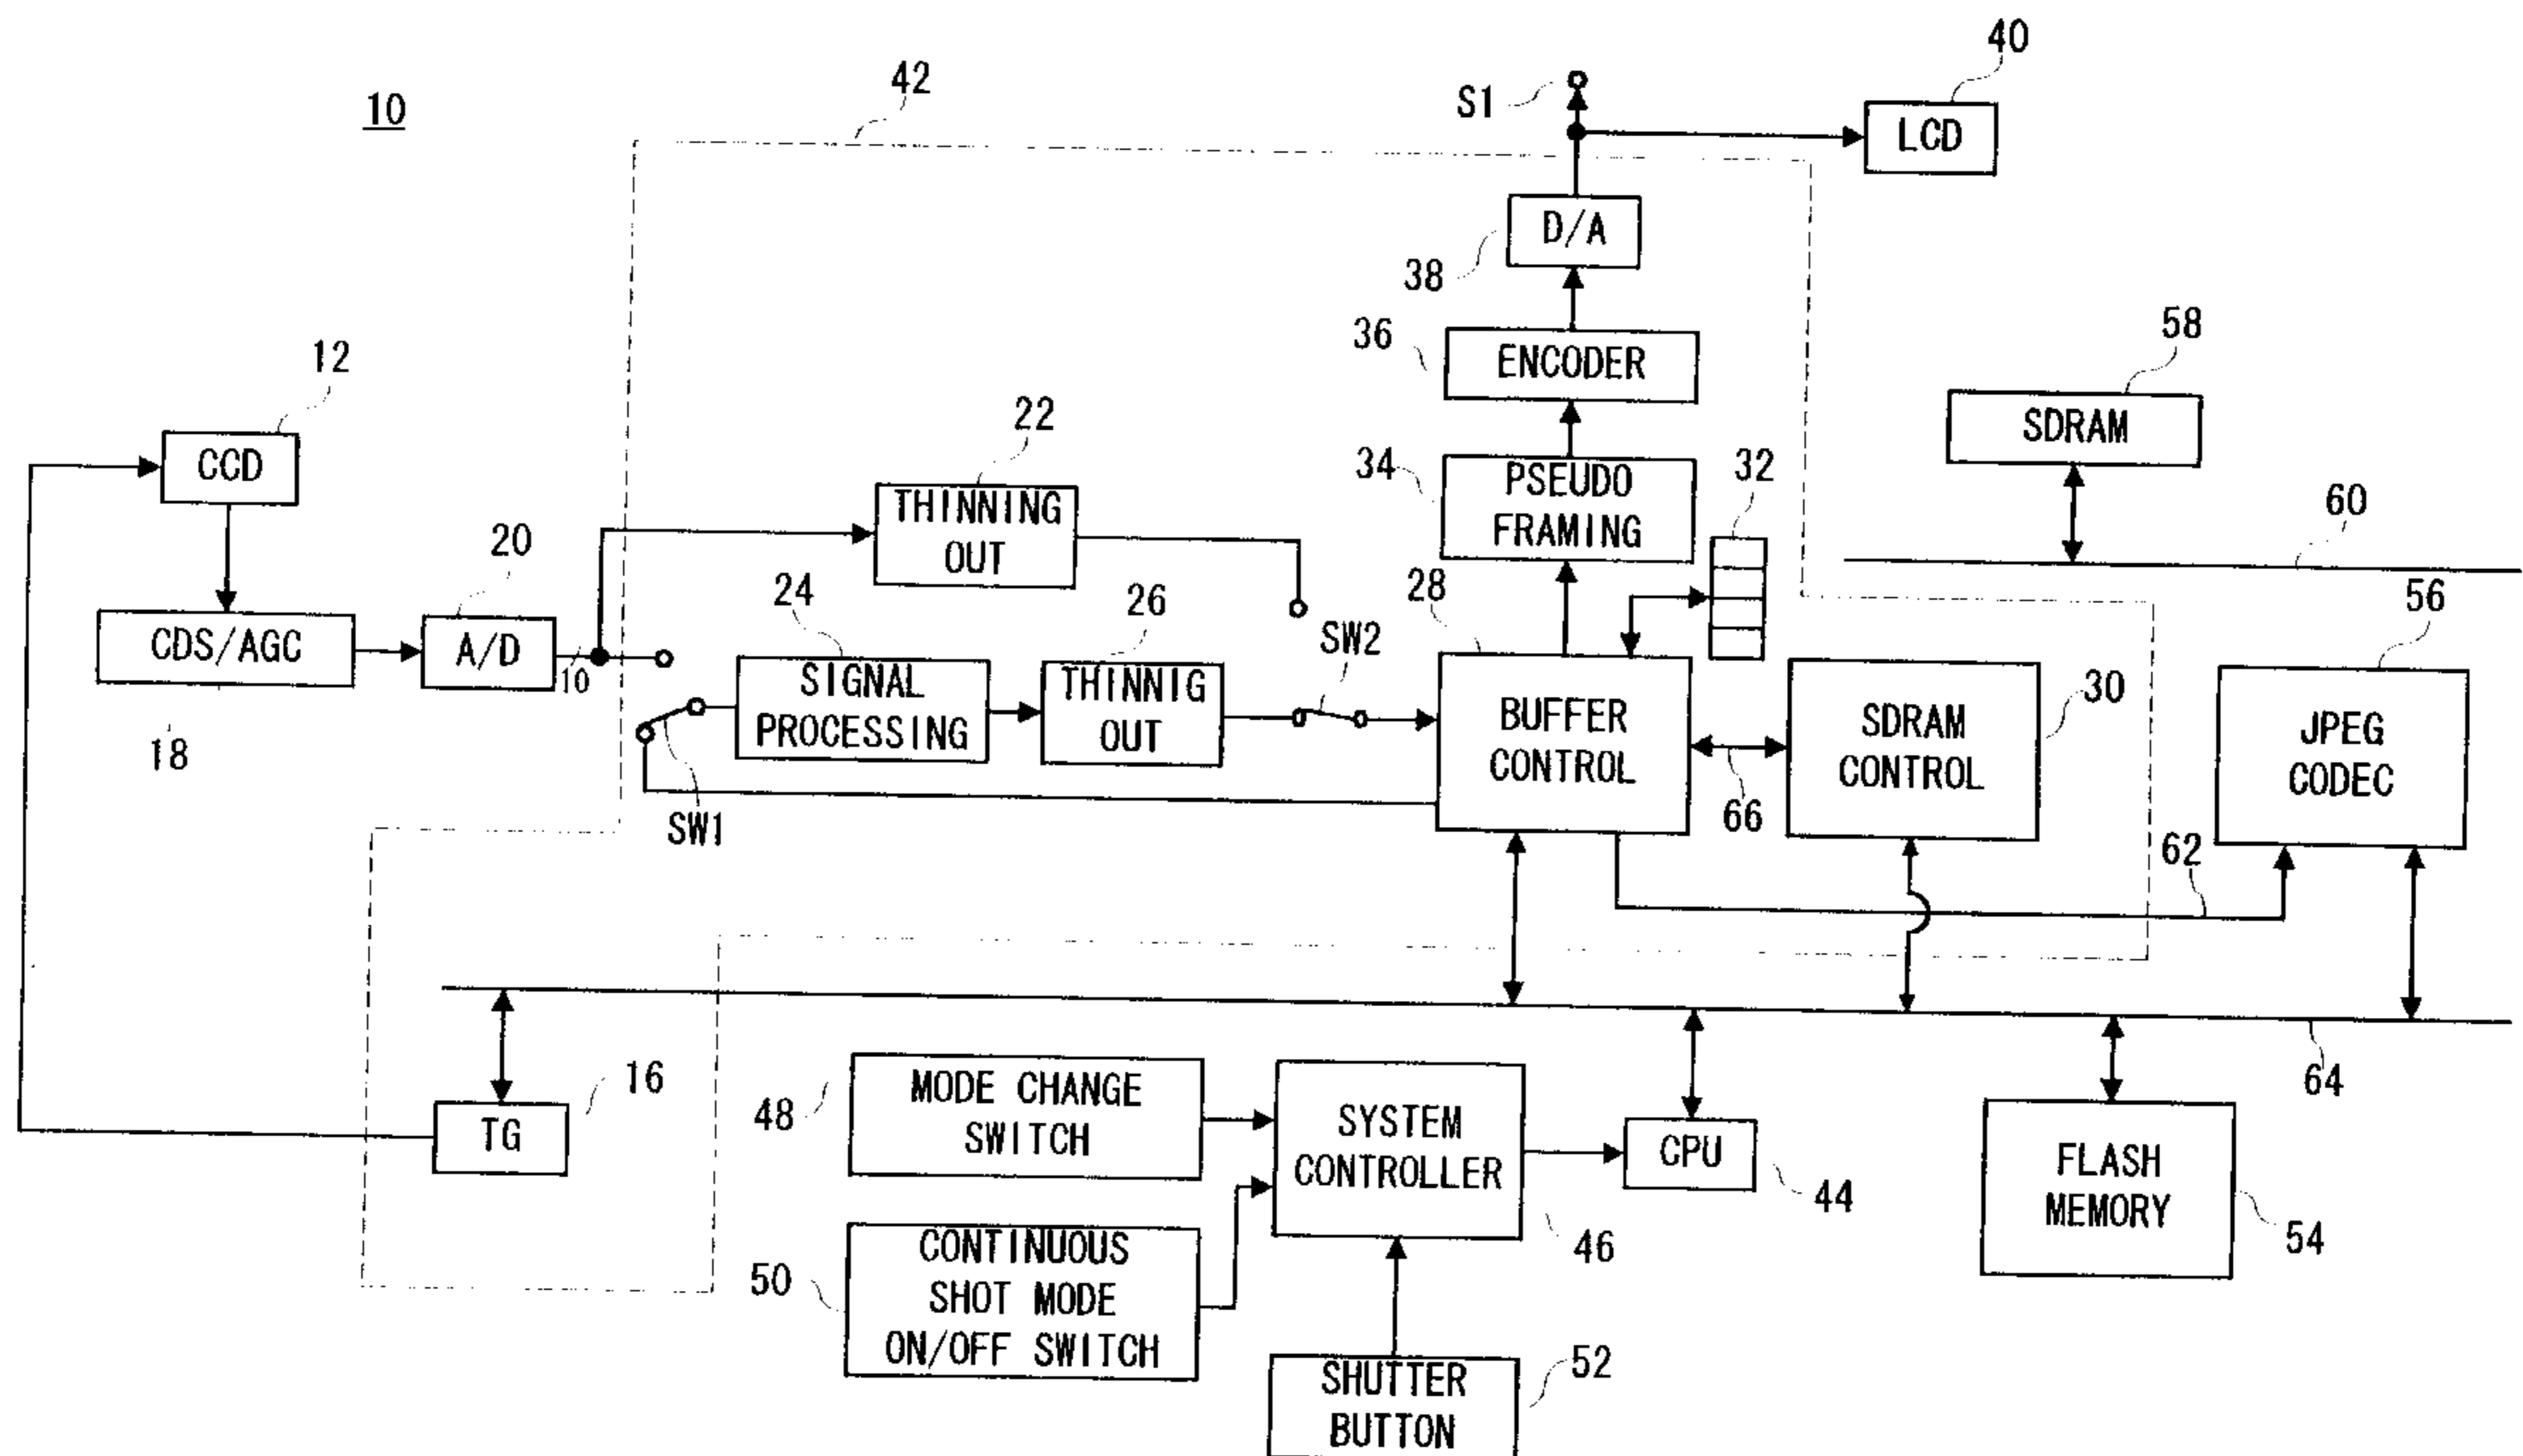 40
S1
42
10
LCD
D/A
38
58
36
ENCODER
12
SDRAM
22
34
PSEUDO
FRAMING
32
CCD
60
THINNING
OUT
20
24
26
28
56
SW2
CDS/AGC
A/D
10
SIGNAL
PROCESSING
THINNIG
OUT
BUFFER
CONTROL
SDRAM
CONTROL
30
JPEG
CODEC
18
66
SW1
62
16
64
48
MODE CHANGE
SWITCH
SYSTEM
CONTROLLER
TG
CPU
FLASH
MEMORY
44
46
54
50
CONTINUOUS
SHOT MODE
ON/OFF SWITCH
52
SHUTTER
BUTTON